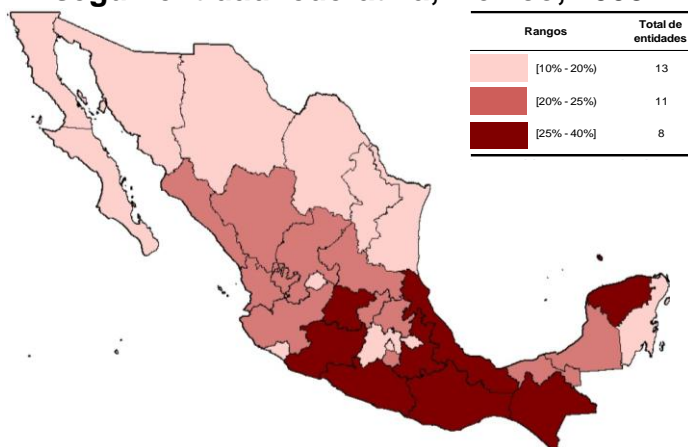 Rangos Total de
entidades
[10% - 20%) 13
[20% - 25%) 11
[25% - 40%] 8